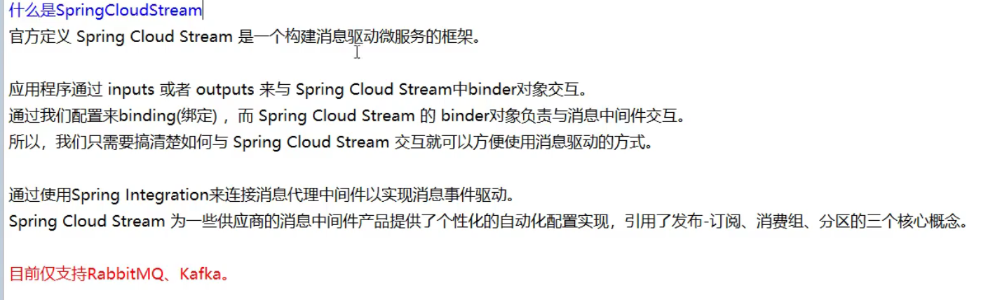 什么是SpringCloudStream
官方定义 Spring Cloud Stream 是一个构建消息驱动微服务的框架。
应用程序通过 inputs 或者 outputs 来与 Spring Cloud Stream中binder对象交互。
通过我们配置来binding(绑定) ，而 Spring Cloud Stream 的 binder对象负责与消息中间件交互。
所以，我们只需要搞清楚如何与 Spring Cloud Stream 交互就可以方便使用消息驱动的方式。
通过使用Spring Integration来连接消息代理中间件以实现消息事件驱动。
Spring Cloud Stream 为一些供应商的消息中间件产品提供了个性化的自动化配置实现，引用了发布-订阅、消费组、分区的三个核心概念。
目前仅支持RabbitMQ、Kafka。